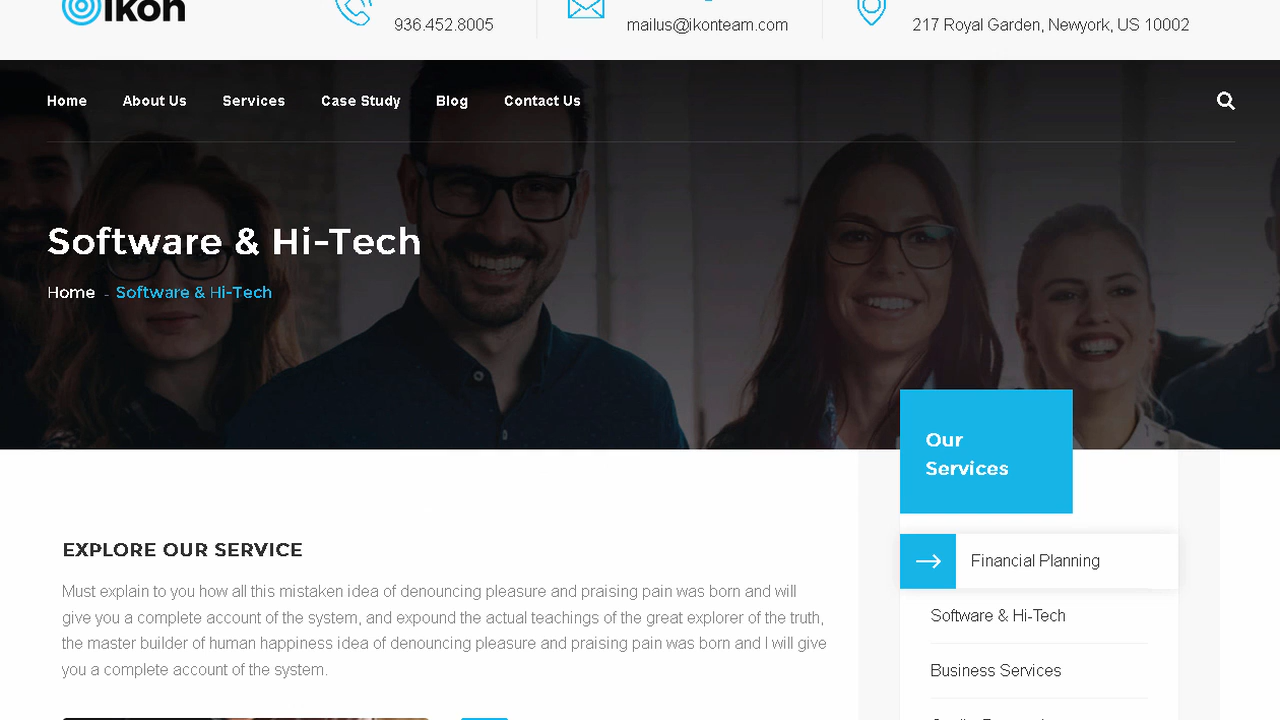 ikon
936.452.8005
mailus@ikonteam.com
217 Royal Garden, Newyork, US 10002
Home About Us Services Case Study Blog Contact Us
Software & Hi-Tech
Home - Software & Hi-Tech
Our
Services
EXPLORE OUR SERVICE
Must explain to you how all this mistaken idea of denouncing pleasure and praising pain was born and will
give you a complete account of the system, and expound the actual teachings of the great explorer of the truth,
the master builder of human happiness idea of denouncing pleasure and praising pain was born and I will give
you a complete account of the system.
Financial Planning
Software & Hi-Tech
Business Services